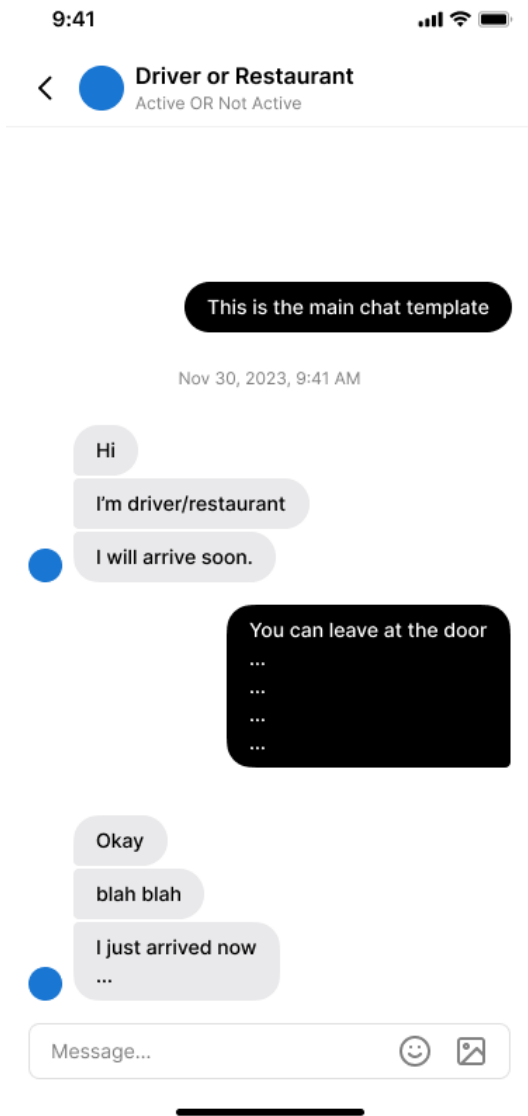 9:41
Driver or Restaurant
Active OR Not Active
This is the main chat template
Nov 30, 2023, 9:41 AM
Hi
I’m driver/restaurant
I will arrive soon.
You can leave at the door
...
...
...
...
Okay
blah blah
I just arrived now
...
Message...